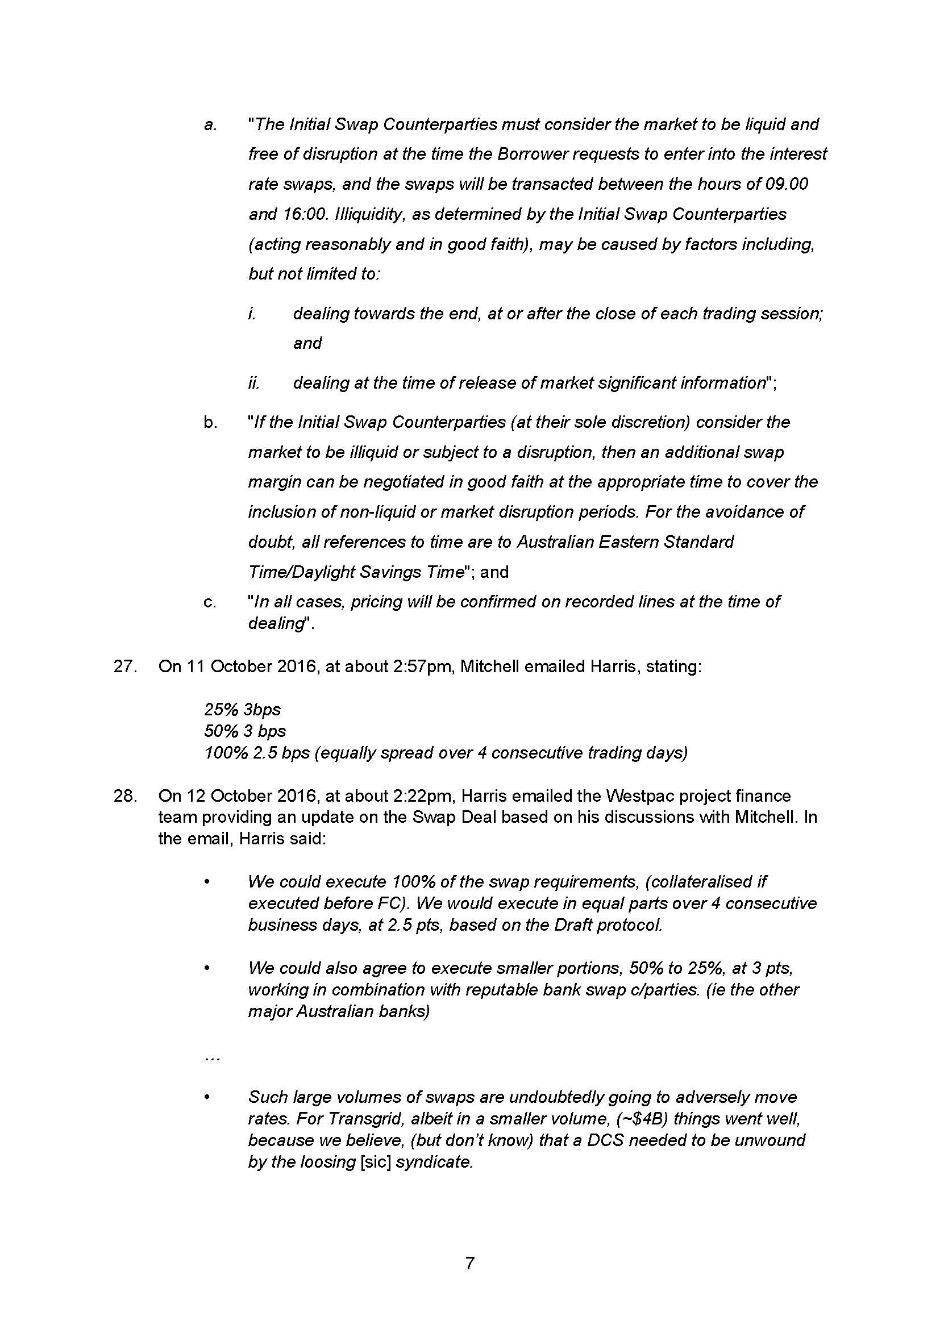 a. "The Initial Swap Counterparties must consider the market to be liquid and
free of disruption at the time the Borrower requests to enter into the interest
rate swaps, and the swaps will be transacted between the hours of 09.00
and 16:00. Illiquidity, as determined by the Initial Swap Counterparties
(acting reasonably and in good faith), may be caused by factors including,
but not limited to:
i. dealing towards the end, at or after the close of each trading session;
and
ii. dealing at the time of release of market significant information";
b. "If the Initial Swap Counterparties (at their sole discretion) consider the
market to be illiquid or subject to a disruption, then an additional swap
margin can be negotiated in good faith at the appropriate time to cover the
inclusion of non-liquid or market disruption periods. For the avoidance of
doubt, all references to time are to Australian Eastern Standard
Time/Daylight Savings Time"; and
c. "In all cases, pricing will be confirmed on recorded lines at the time of
dealing".
27. On 11 October 2016, at about 2:57pm, Mitchell emailed Harris, stating:
25% 3bps
50% 3 bps
100% 2.5 bps (equally spread over 4 consecutive trading days)
28. On 12 October 2016, at about 2:22pm, Harris emailed the Westpac project finance
team providing an update on the Swap Deal based on his discussions with Mitchell. In
the email, Harris said:
• We could execute 100% of the swap requirements, (collateralised if
executed before FC). We would execute in equal parts over 4 consecutive
business days, at 2.5 pts, based on the Draft protocol.
• We could also agree to execute smaller portions, 50% to 25%, at 3 pts,
working in combination with reputable bank swap c/parties. (ie the other
major Australian banks)
…
• Such large volumes of swaps are undoubtedly going to adversely move
rates. For Transgrid, albeit in a smaller volume, (~$4B) things went well,
because we believe, (but don't know) that a DCS needed to be unwound
by the loosing [sic] syndicate.
7